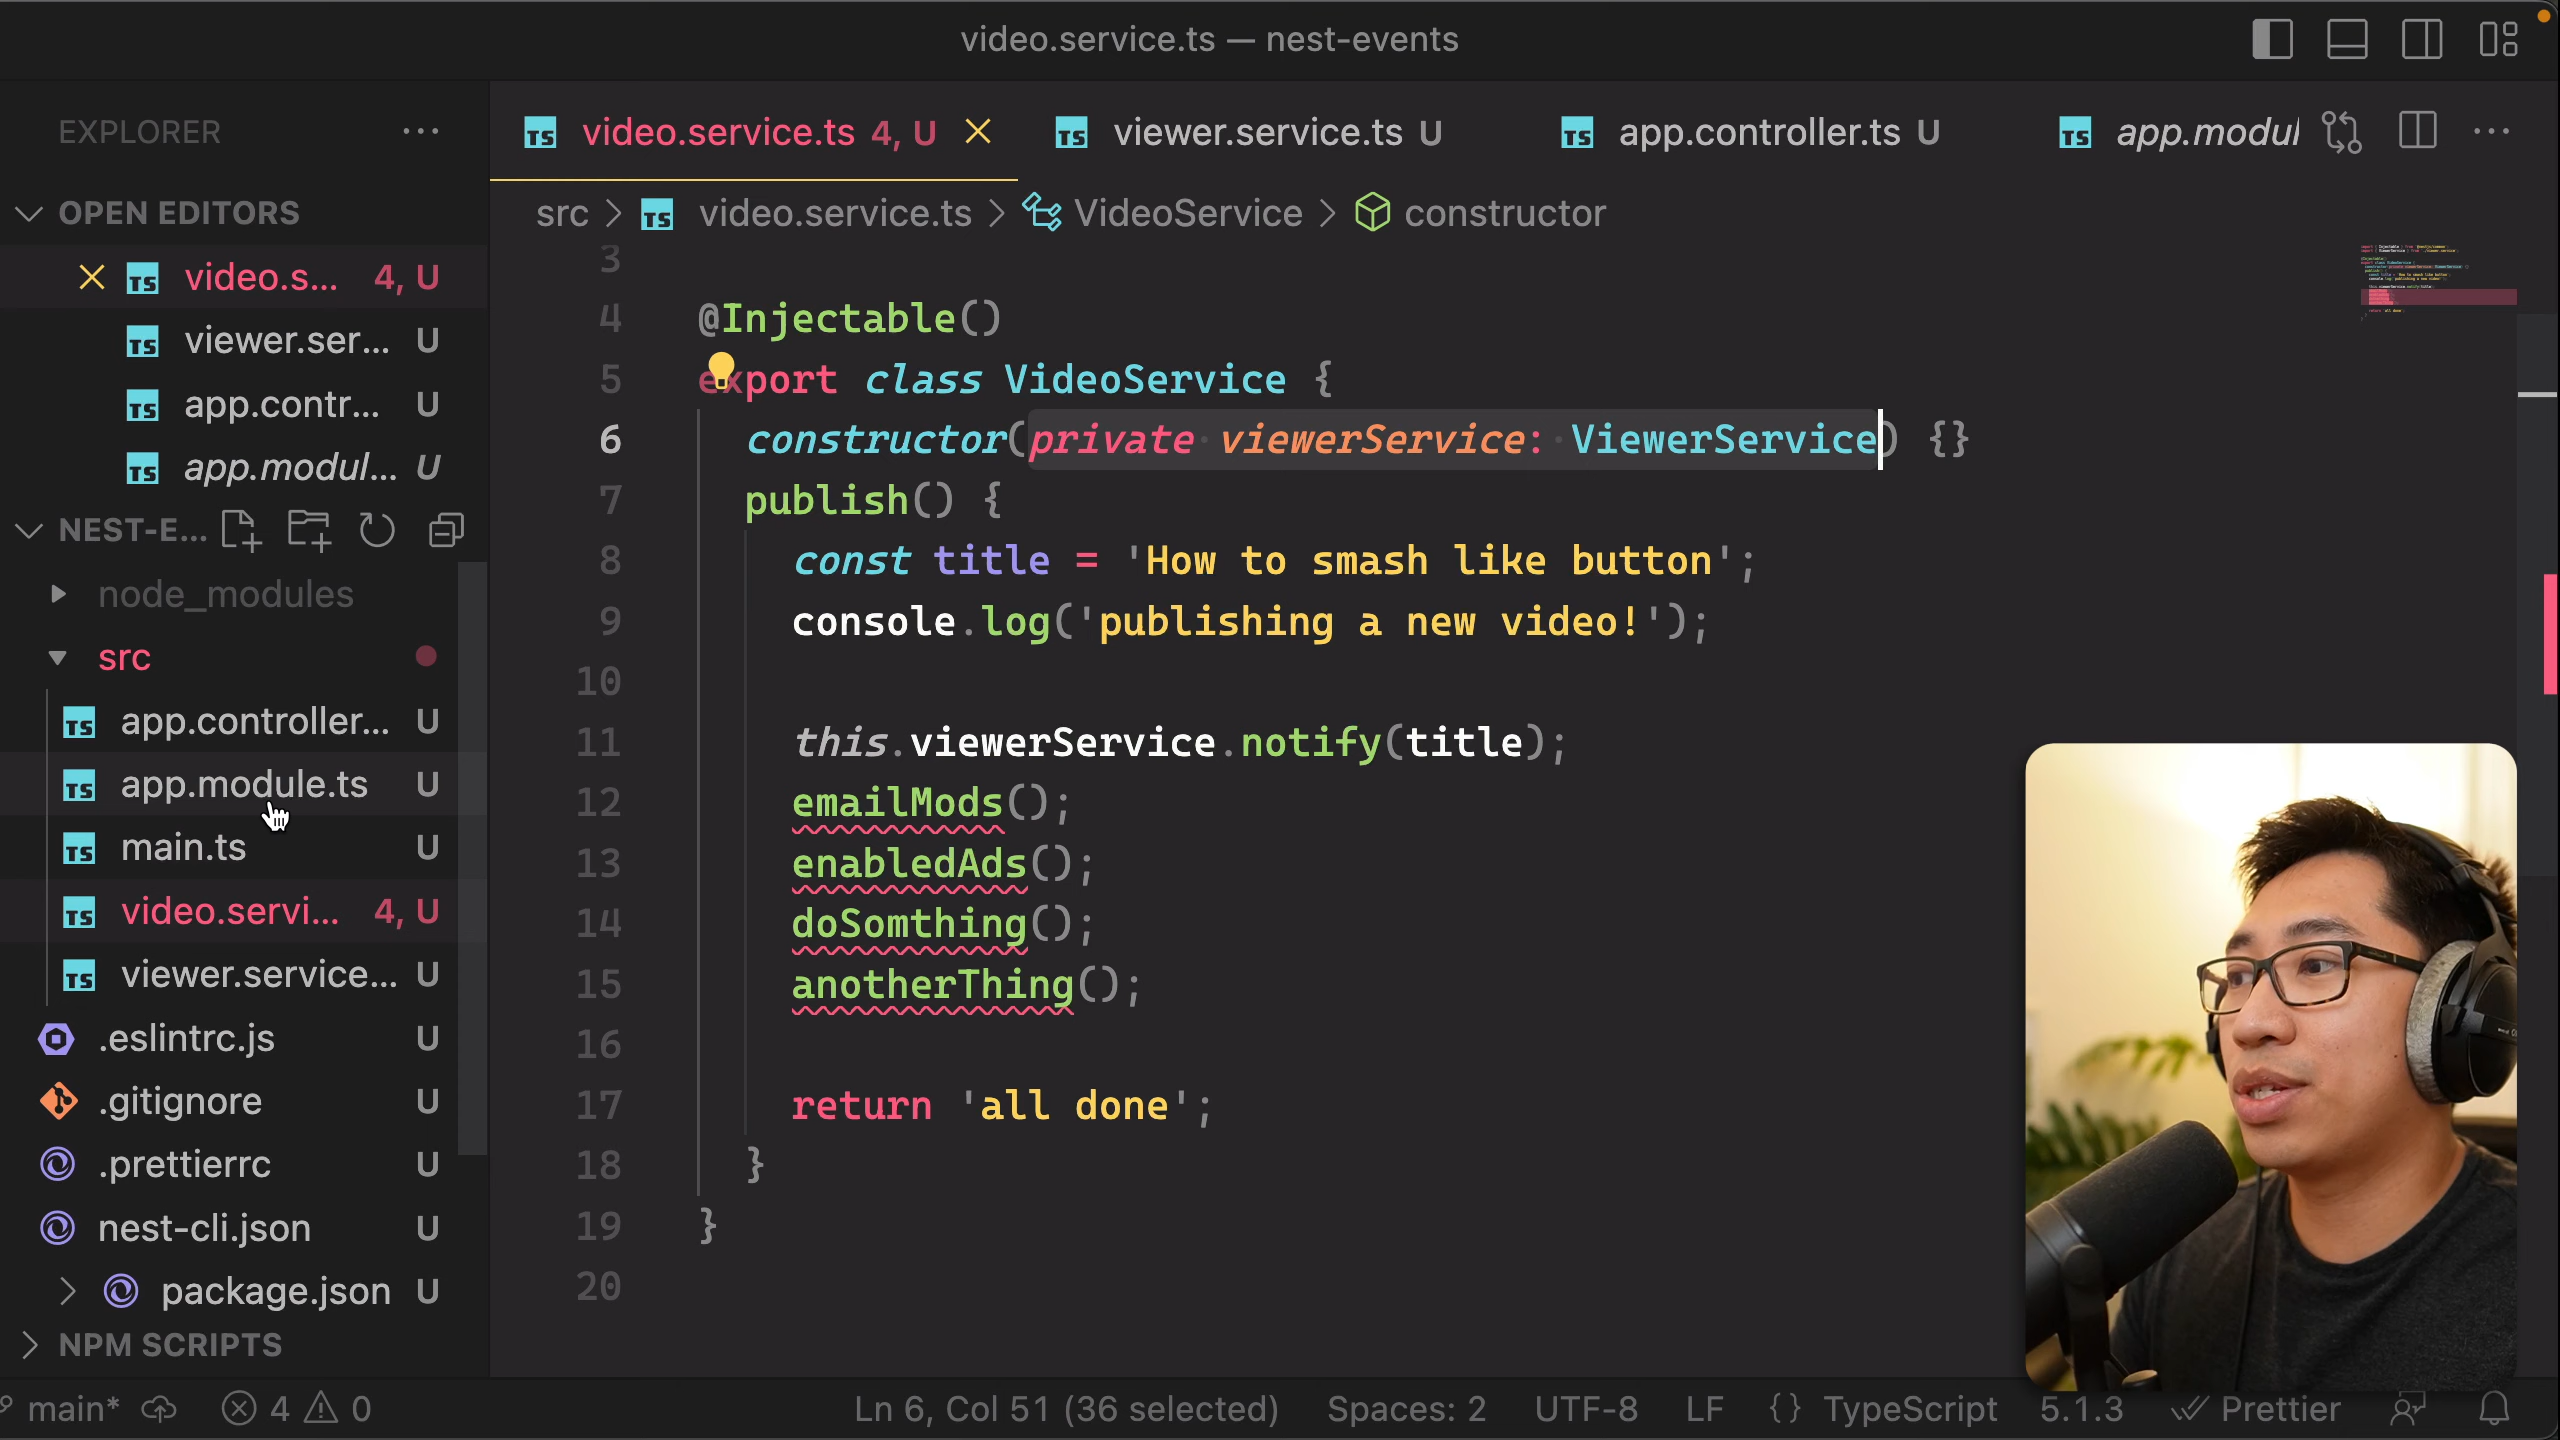 video.service.ts — nest-events
EXPLORER
OPEN EDITORS
video.s... 4, U
viewer.ser... U
app.contr... U
app.modul... U
NEST-E...
node_modules
src
app.controller... U
app.module.ts U
main.ts U
video.servi... 4, U
viewer.service... U
.eslintrc.js U
.gitignore U
.prettierrc U
nest-cli.json U
package.json U
NPM SCRIPTS
video.service.ts 4, U
viewer.service.ts U
app.controller.ts U
app.modul
src > video.service.ts > VideoService > constructor
3
4 @Injectable()
5 export class VideoService {
6 constructor(private viewerService: ViewerService) {}
7 publish() {
8 const title = 'How to smash like button';
9 console.log('publishing a new video!');
10
11 this.viewerService.notify(title);
12 emailMods();
13 enabledAds();
14 doSomthing();
15 anotherThing();
16
17 return 'all done';
18 }
19 }
20
main* 4 0 Ln 6, Col 51 (36 selected) Spaces: 2 UTF-8 LF {} TypeScript 5.1.3 Prettier